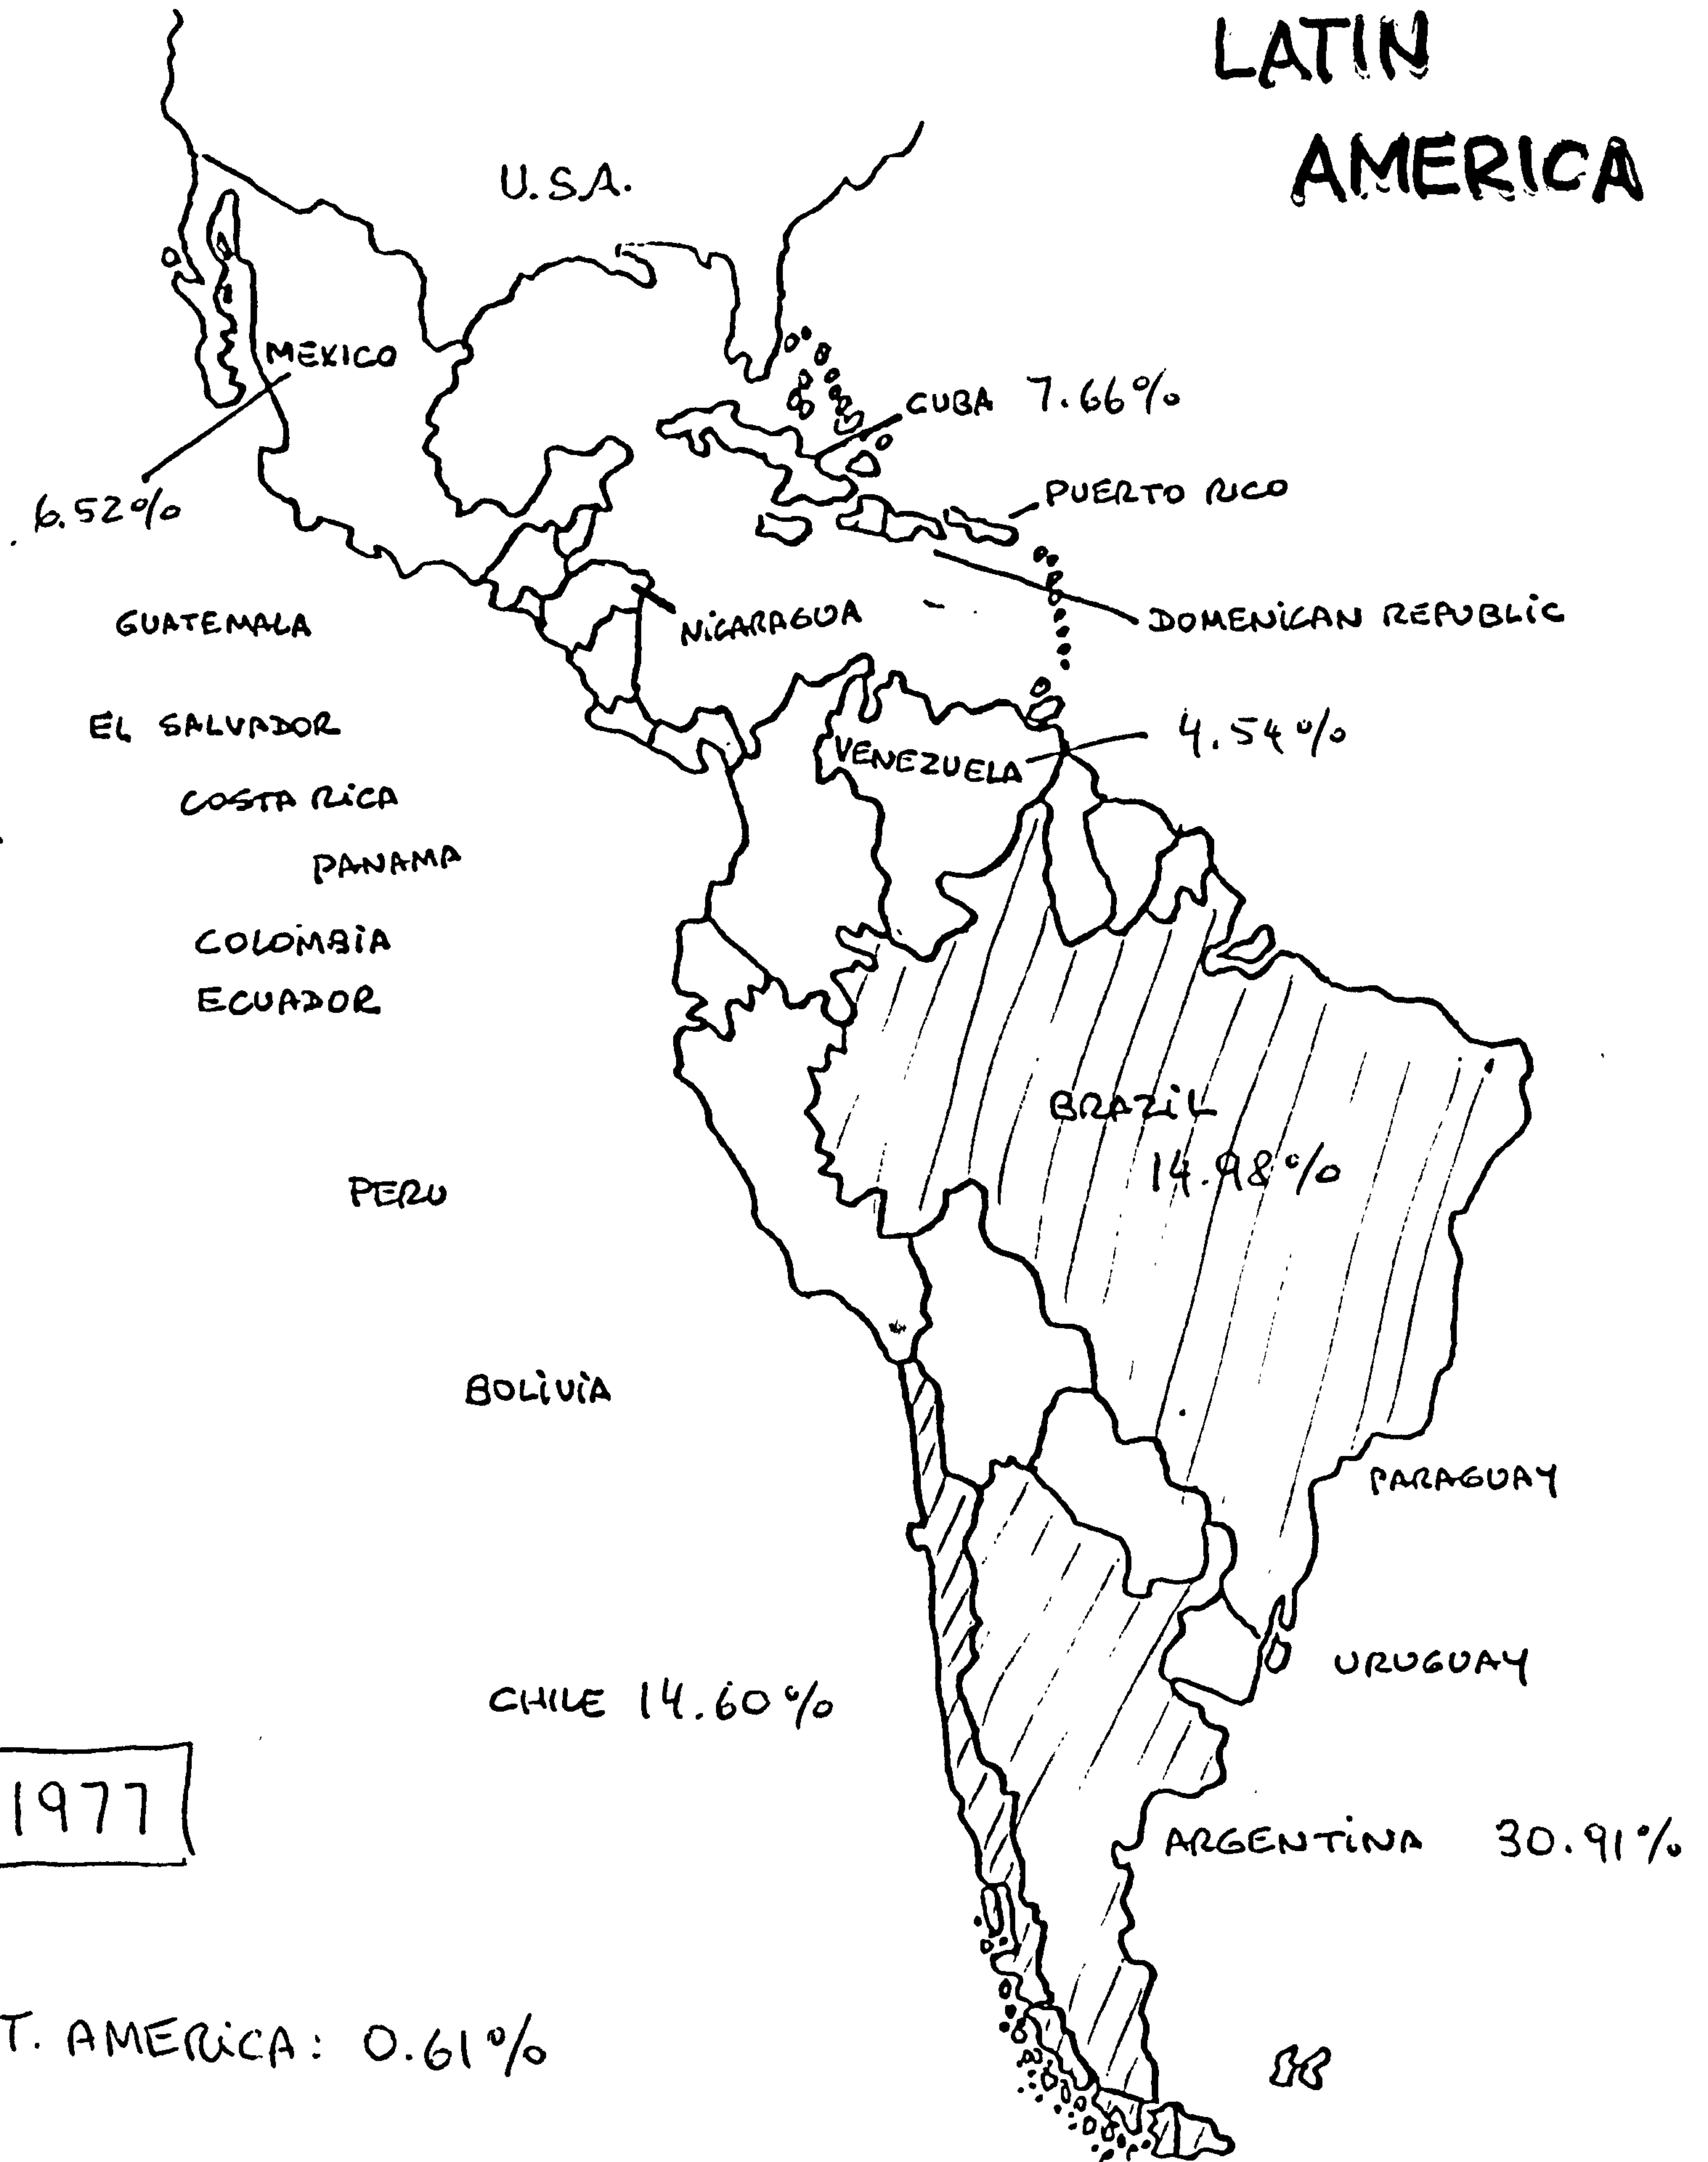 LATIN
AMERICA
U.S.A.
MEXICO
CUBA 7.66%
6.52%
PUERTO RICO
GUATEMALA
NICARAGUA
DOMENICAN REPUBLIC
EL SALVADOR
VENEZUELA
4.54%
COSTA RICA
PANAMA
COLOMBIA
ECUADOR
BRAZIL
14.98%
PERU
BOLIVIA
PARAGUAY
URUGUAY
CHILE 14.60%
1977
ARGENTINA 30.91%
T. AMERICA: 0.61%